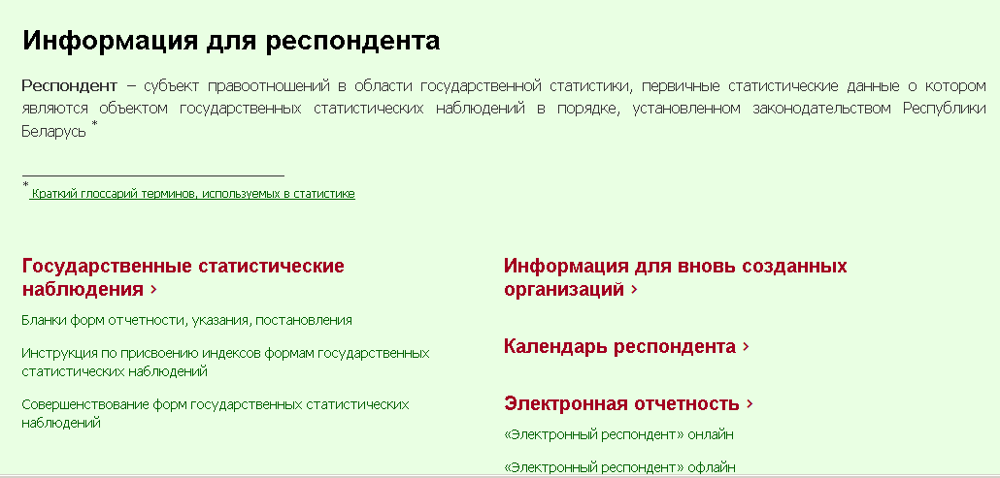 Информация для респондента
Респондент – субъект правоотношений в области государственной статистики, первичные статистические данные о котором
являются объектом государственных статистических наблюдений в порядке, установленном законодательством Республики
Беларусь *
* Краткий глоссарий терминов, используемых в статистике
Государственные статистические
наблюдения ›
Бланки форм отчетности, указания, постановления
Инструкция по присвоению индексов формам государственных
статистических наблюдений
Совершенствование форм государственных статистических
наблюдений
Информация для вновь созданных
организаций ›
Календарь респондента ›
Электронная отчетность ›
«Электронный респондент» онлайн
«Электронный респондент» офлайн